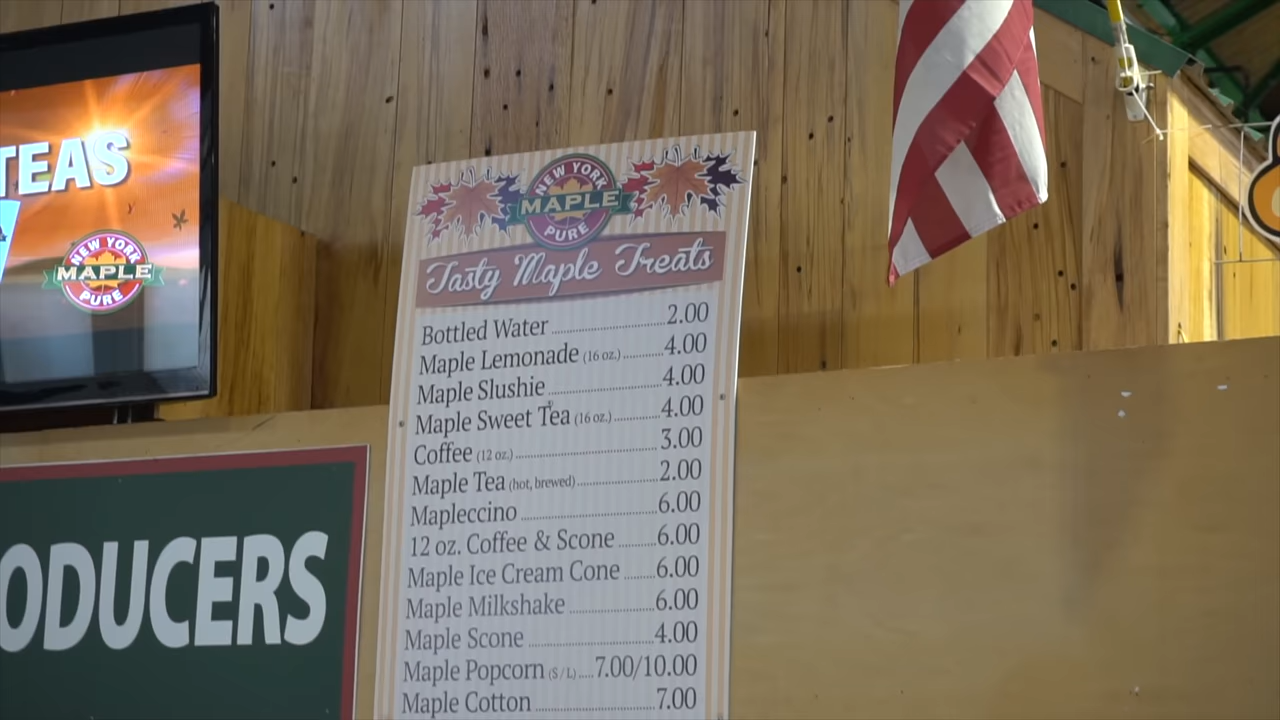 TEAS
NEW YORK
MAPLE
PURE
ODUCERS
NEW YORK
MAPLE
PURE
Tasty Maple Treats
Bottled Water 2.00
Maple Lemonade (16 oz.) 4.00
Maple Slushie 4.00
Maple Sweet Tea (16 oz.) 4.00
Coffee (12 oz.) 3.00
Maple Tea (hot, brewed) 2.00
Mapleccino 6.00
12 oz. Coffee & Scone 6.00
Maple Ice Cream Cone 6.00
Maple Milkshake 6.00
Maple Scone 4.00
Maple Popcorn (S / L) 7.00/10.00
Maple Cotton 7.00